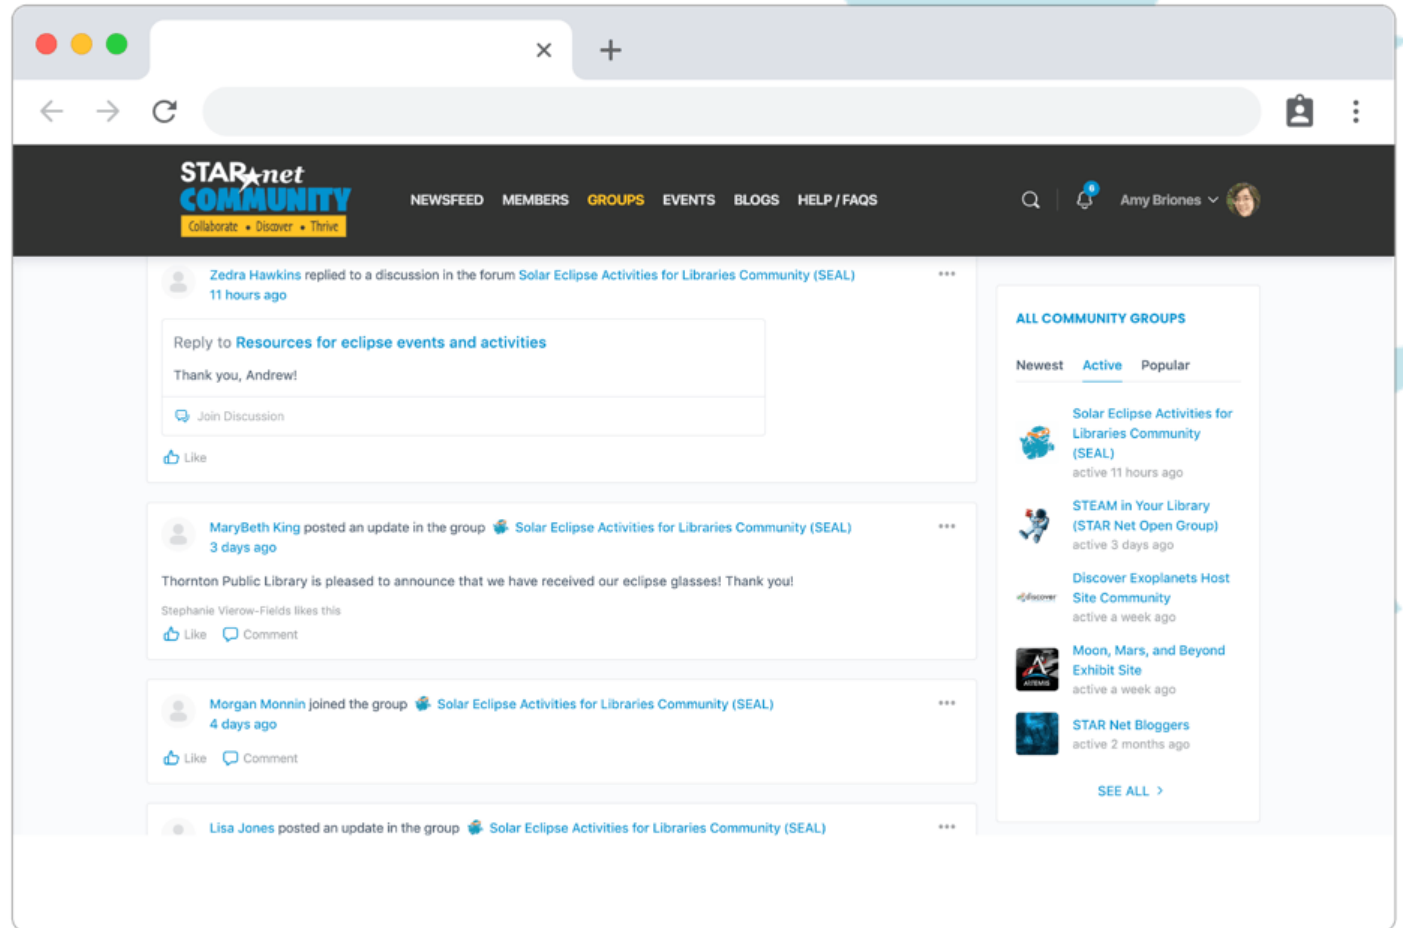 STAR net
COMMUNITY
Collaborate • Discover • Thrive
NEWSFEED MEMBERS GROUPS EVENTS BLOGS HELP / FAQS
6
Amy Briones
Zedra Hawkins replied to a discussion in the forum Solar Eclipse Activities for Libraries Community (SEAL)
11 hours ago
Reply to Resources for eclipse events and activities
Thank you, Andrew!
Join Discussion
Like
MaryBeth King posted an update in the group Solar Eclipse Activities for Libraries Community (SEAL)
3 days ago
Thornton Public Library is pleased to announce that we have received our eclipse glasses! Thank you!
Stephanie Vierow-Fields likes this
Like Comment
Morgan Monnin joined the group Solar Eclipse Activities for Libraries Community (SEAL)
4 days ago
Like Comment
Lisa Jones posted an update in the group Solar Eclipse Activities for Libraries Community (SEAL)
ALL COMMUNITY GROUPS
Newest Active Popular
Solar Eclipse Activities for
Libraries Community
(SEAL)
active 11 hours ago
STEAM in Your Library
(STAR Net Open Group)
active 3 days ago
discover
Discover Exoplanets Host
Site Community
active a week ago
ARTEMIS
Moon, Mars, and Beyond
Exhibit Site
active a week ago
STAR Net Bloggers
active 2 months ago
SEE ALL >